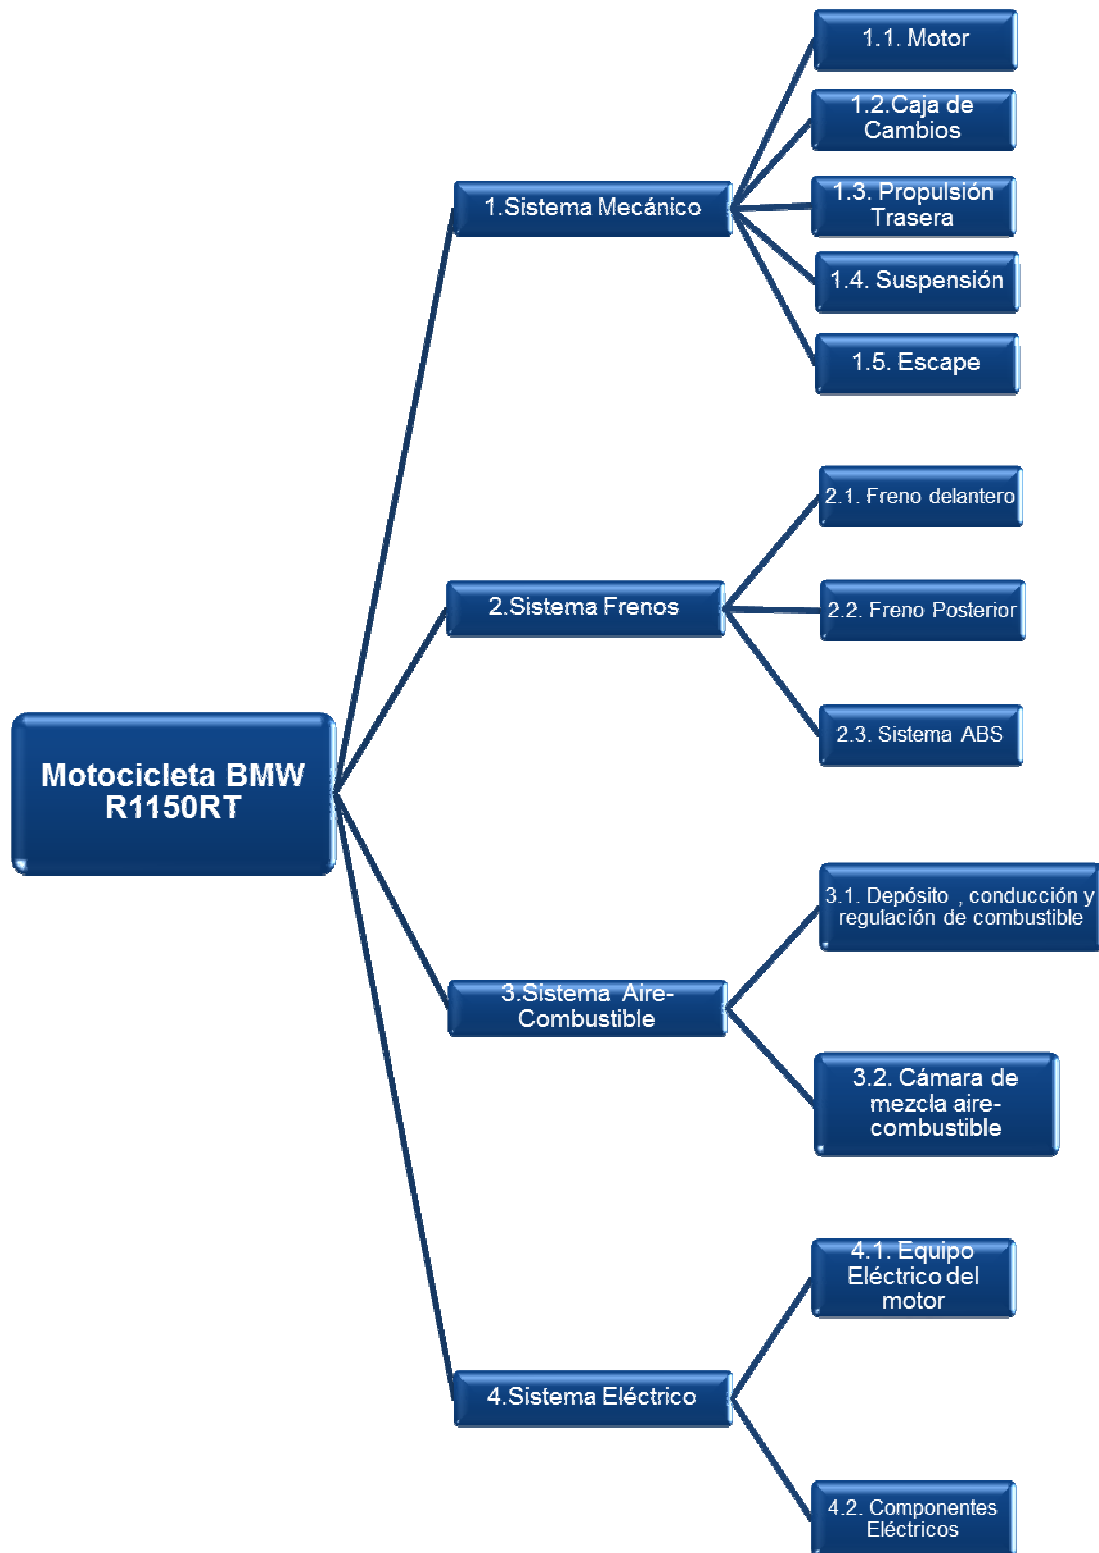 Motocicleta BMW
R1150RT
1.Sistema Mecánico
1.1. Motor
1.2.Caja de
Cambios
1.3. Propulsión
Trasera
1.4. Suspensión
1.5. Escape
2.Sistema Frenos
2.1. Freno delantero
2.2. Freno Posterior
2.3. Sistema ABS
3.Sistema Aire-
Combustible
3.1. Depósito , conducción y
regulación de combustible
3.2. Cámara de
mezcla aire-
combustible
4.Sistema Eléctrico
4.1. Equipo
Eléctrico del
motor
4.2. Componentes
Eléctricos